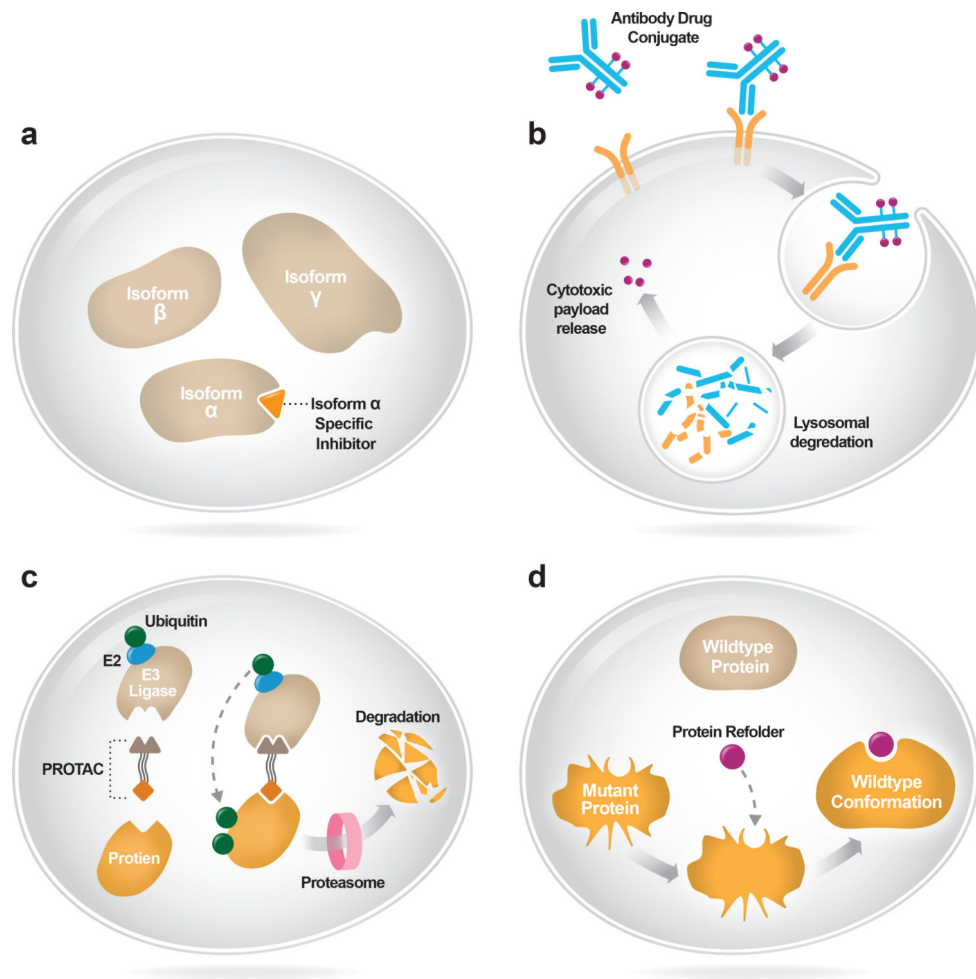 Antibody Drug
Conjugate
a
b
Isoform
β
Isoform
γ
Isoform
α
Isoform α
Specific
Inhibitor
Cytotoxic
payload
release
Lysosomal
degredation
c
d
Ubiquitin
E2
E3
Ligase
PROTAC
Protien
Degradation
Proteasome
Wildtype
Protein
Protein Refolder
Mutant
Protein
Wildtype
Conformation